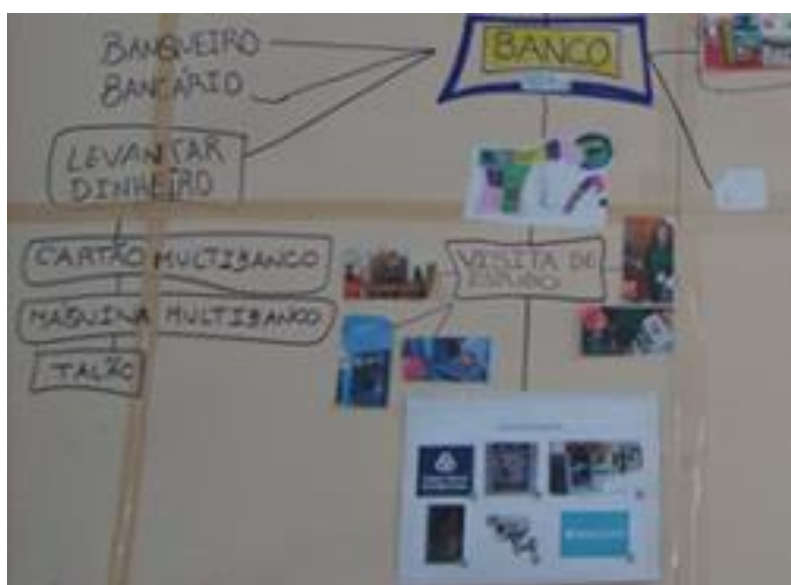 BANQUEIRO
BANCÁRIO
BANCO
LEVANTAR
DINHEIRO
CARTÃO MULTIBANCO
MÁQUINA MULTIBANCO
TALÃO
VISITA DE
ESTUDO